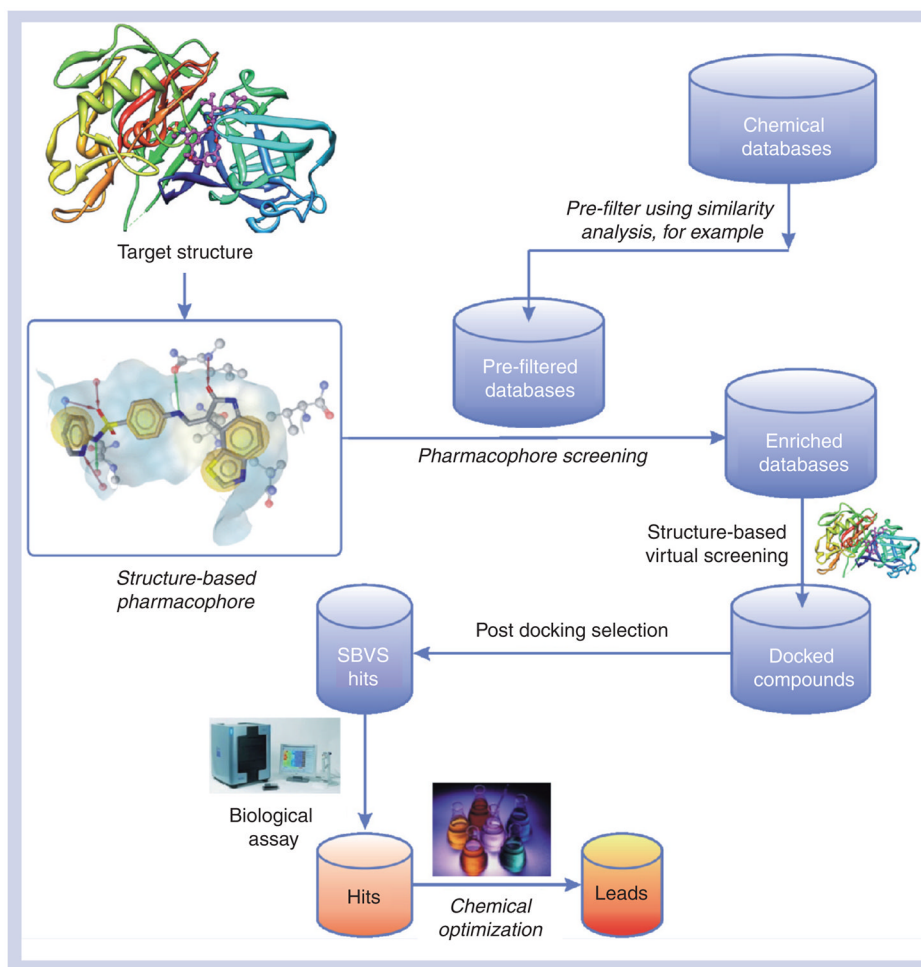 Chemical
databases
Pre-filter using similarity
analysis, for example
Target structure
Pre-filtered
databases
Pharmacophore screening
Enriched
databases
Structure-based
virtual screening
Structure-based
pharmacophore
Post docking selection
SBVS
hits
Docked
compounds
Biological
assay
Hits
Chemical
optimization
Leads